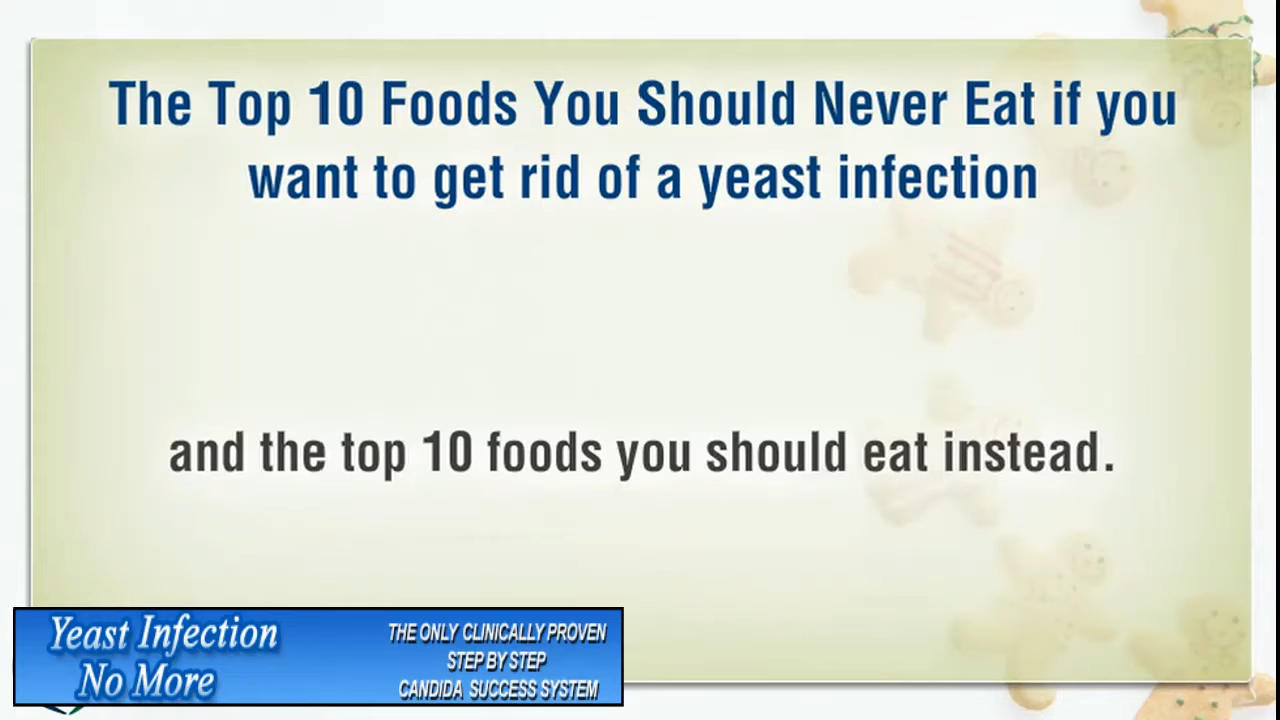 The Top 10 Foods You Should Never Eat if you
want to get rid of a yeast infection
and the top 10 foods you should eat instead.
Yeast Infection
No More
THE ONLY CLINICALLY PROVEN
STEP BY STEP
CANDIDA SUCCESS SYSTEM